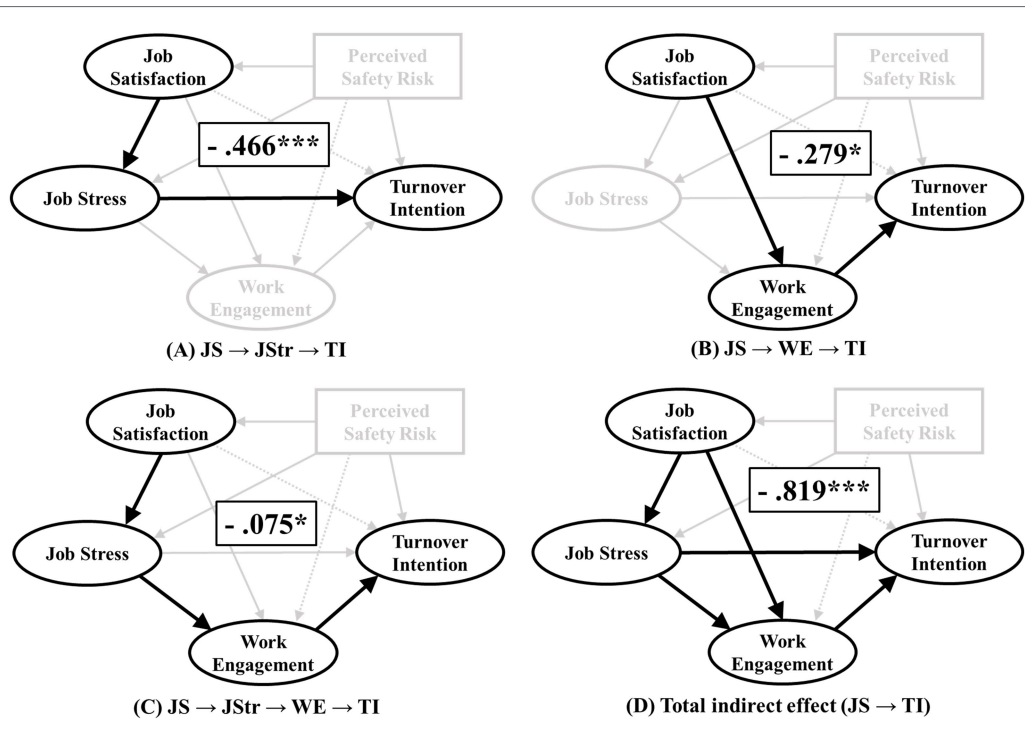 Job
Satisfaction
Perceived
Safety Risk
- .466***
Job Stress
Turnover
Intention
Work
Engagement
(A) JS → JStr → TI
Job
Satisfaction
Perceived
Safety Risk
- .279*
Job Stress
Turnover
Intention
Work
Engagement
(B) JS → WE → TI
Job
Satisfaction
Perceived
Safety Risk
- .075*
Job Stress
Turnover
Intention
Work
Engagement
(C) JS → JStr → WE → TI
Job
Satisfaction
Perceived
Safety Risk
- .819***
Job Stress
Turnover
Intention
Work
Engagement
(D) Total indirect effect (JS → TI)